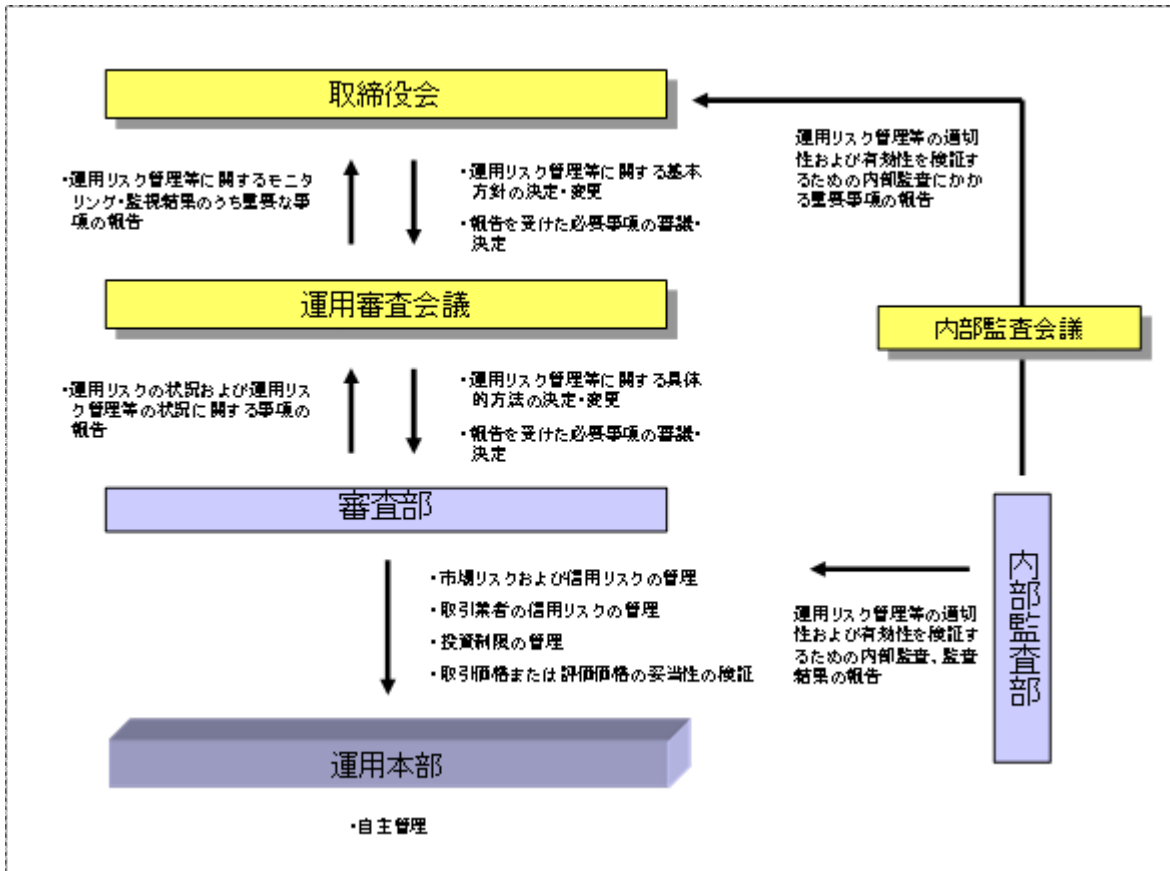 取締役会
・運用リスク管理等に関するモニタ
リング・監視結果のうち重要な事
項の報告
・運用リスク管理等に関する基本
方針の決定・変更
・報告を受けた必要事項の審議・
決定
運用リスク管理等の適切
性および有効性を検証す
るための内部監査にかか
る重要事項の報告
運用審査会議
内部監査会議
・運用リスクの状況および運用リス
ク管理等の状況に関する事項の
報告
・運用リスク管理等に関する具体
的方法の決定・変更
・報告を受けた必要事項の審議・
決定
審査部
・市場リスクおよび信用リスクの管理
・取引業者の信用リスクの管理
・投資制限の管理
・取引価格または評価価格の妥当性の検証
運用リスク管理等の適切
性および有効性を検証す
るための内部監査、監査
結果の報告
内部監査部
運用本部
・自主管理